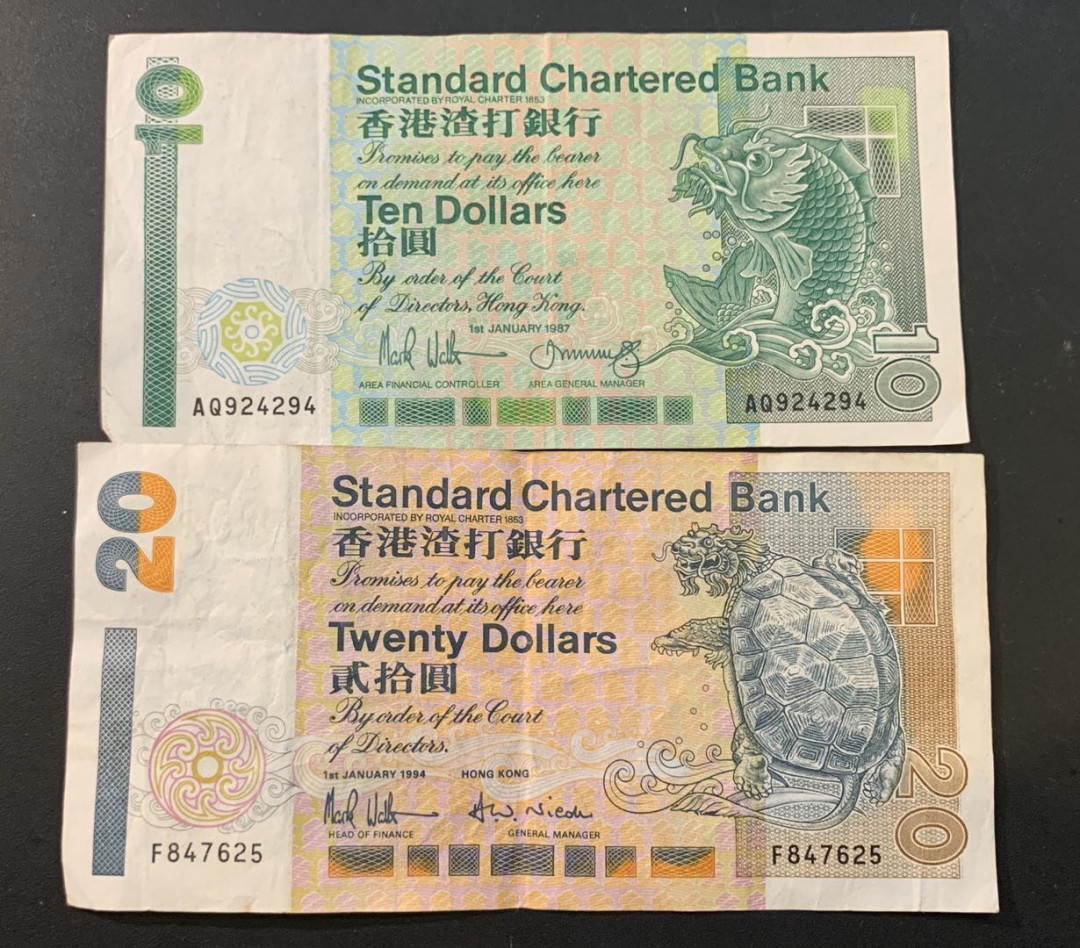 10
Standard Chartered Bank
INCORPORATED BY ROYAL CHARTER 1853
香港渣打銀行
Promises to pay the bearer
on demand at its office here
Ten Dollars
拾圓
By order of the Court
of Directors, Hong Kong.
1st JANUARY 1987
AREA FINANCIAL CONTROLLER AREA GENERAL MANAGER
AQ924294 AQ924294
10
20
Standard Chartered Bank
INCORPORATED BY ROYAL CHARTER 1853
香港渣打銀行
Promises to pay the bearer
on demand at its office here
Twenty Dollars
貳拾圓
By order of the Court
of Directors.
1st JANUARY 1994 HONG KONG
HEAD OF FINANCE GENERAL MANAGER
F847625 F847625
20